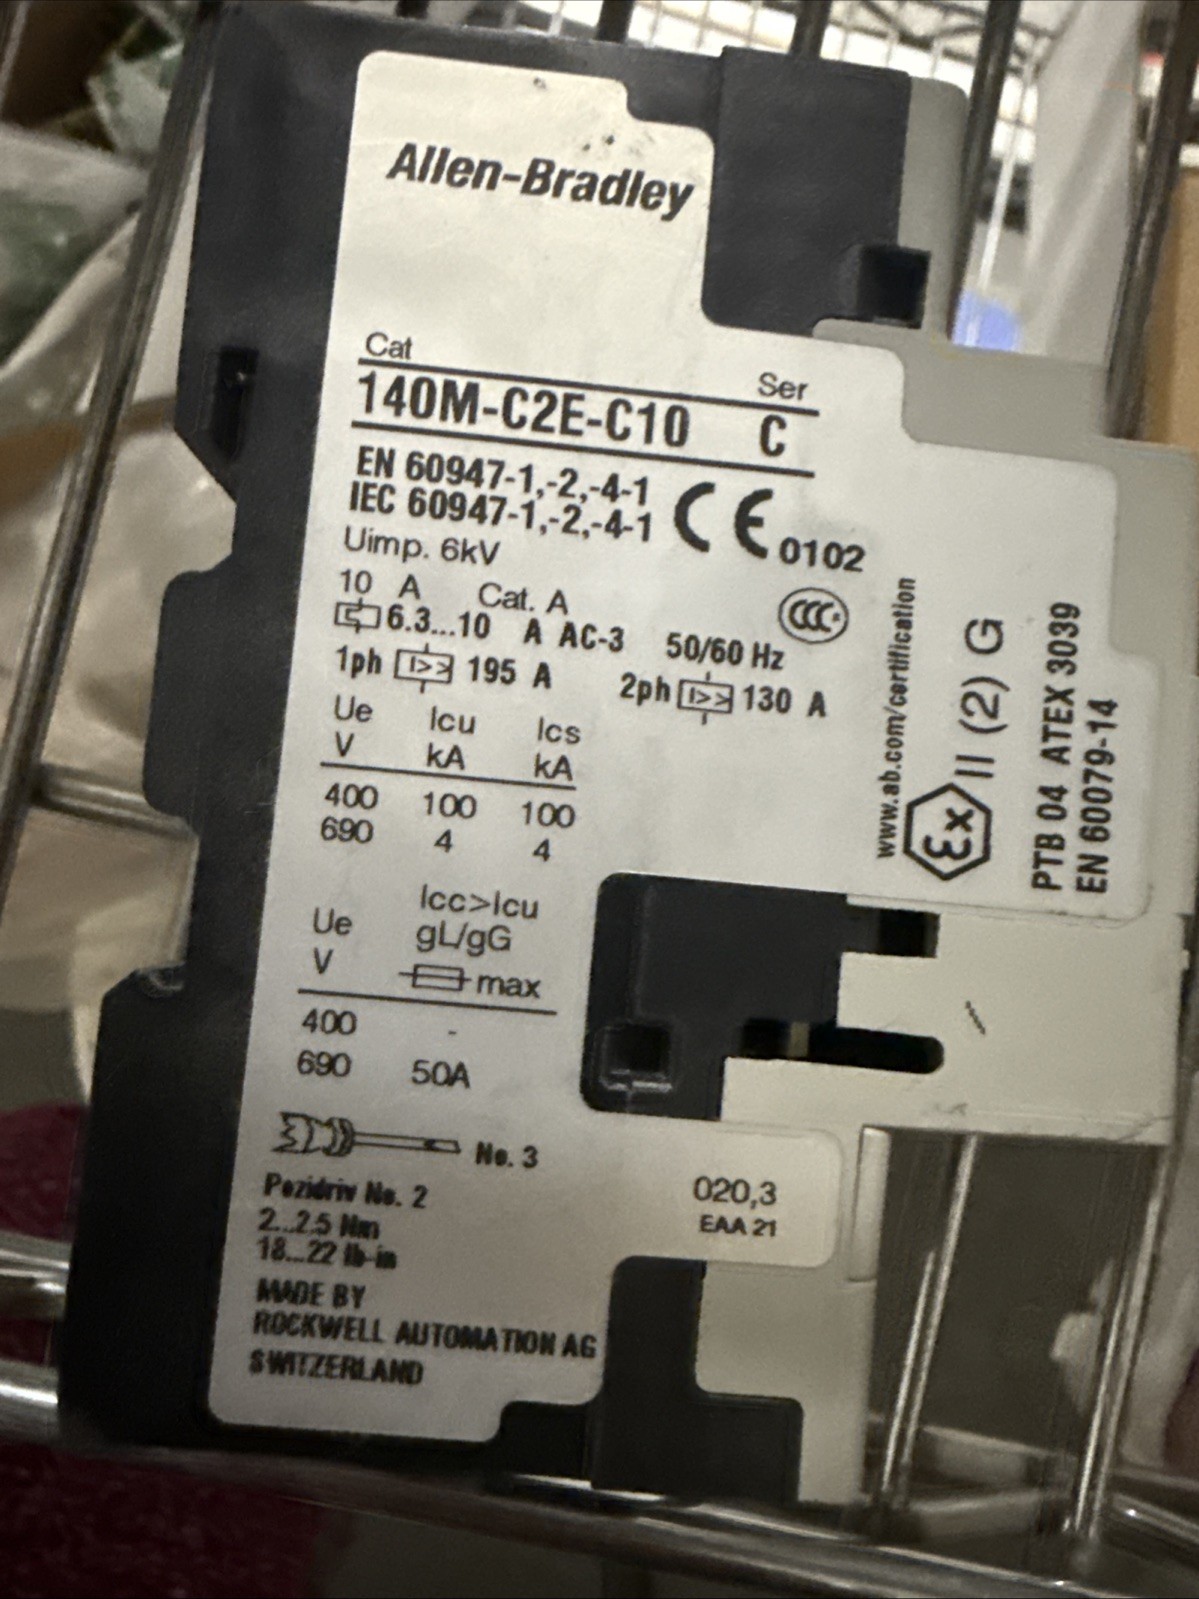 Allen-Bradley
Cat Ser
140M-C2E-C10 C
EN 60947-1,-2,-4-1
IEC 60947-1,-2,-4-1
CE 0102
Uimp. 6kV
10 A Cat. A
CCC
6.3...10 A AC-3 50/60 Hz
1ph I>> 195 A 2ph I>> 130 A
Ue Icu Ics
V kA kA
400 100 100
690 4 4
Icc>Icu
Ue gL/gG
V max
400 -
690 50A
No. 3
Pozidriv No. 2
2...2.5 Nm
18...22 lb-in
MADE BY
ROCKWELL AUTOMATION AG
SWITZERLAND
020,3
EAA 21
www.ab.com/certification
Ex II (2) G
PTB 04 ATEX 3039
EN 60079-14